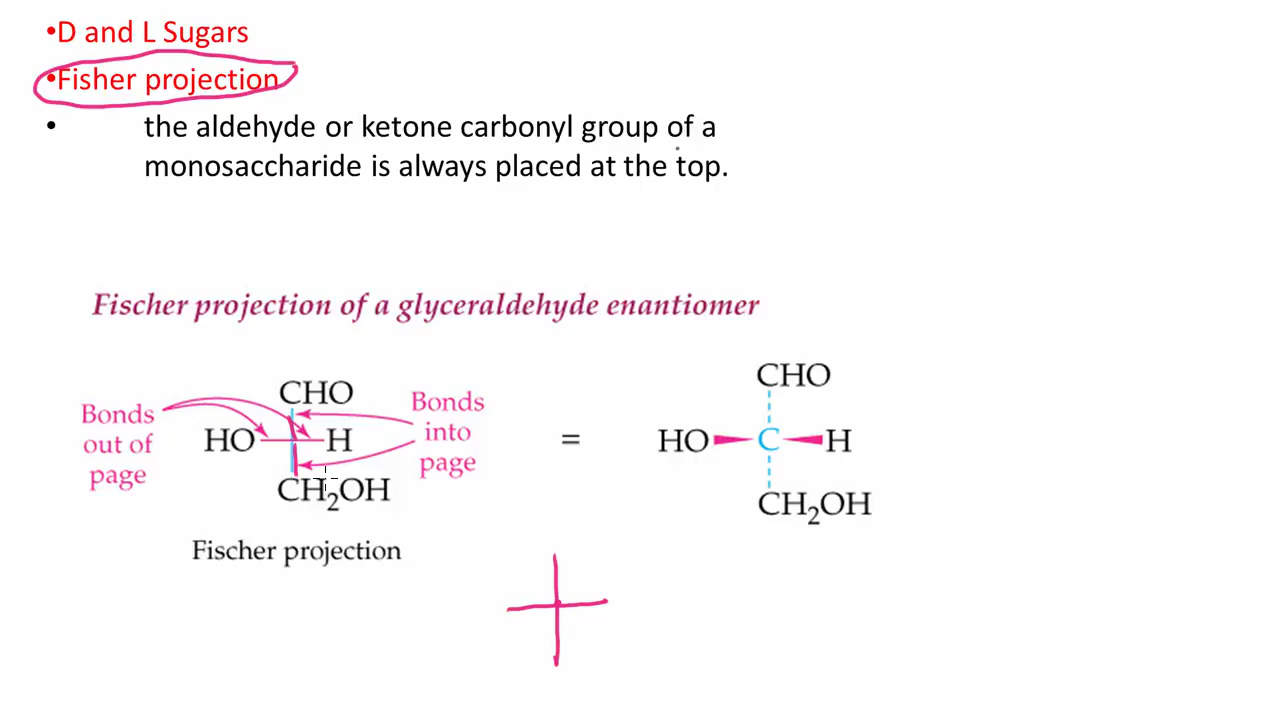 •D and L Sugars
•Fisher projection
• the aldehyde or ketone carbonyl group of a
monosaccharide is always placed at the top.
Fischer projection of a glyceraldehyde enantiomer
Bonds
out of
page
CHO
HO H
CH₂OH
Bonds
into
page
Fischer projection
=
CHO
HO C H
CH₂OH